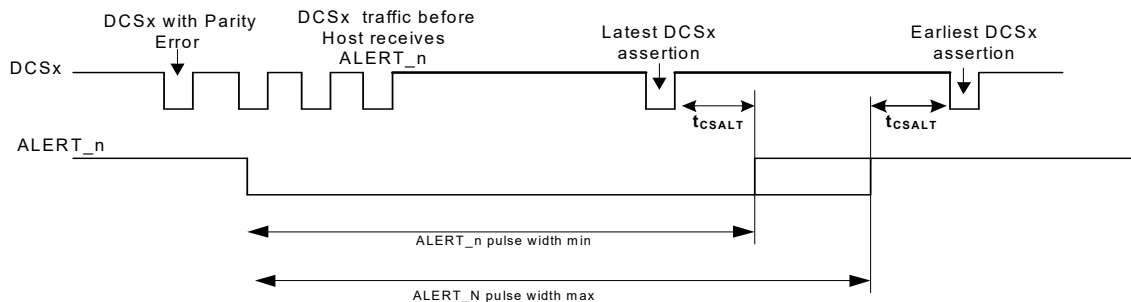 DCSx with Parity
Error
DCSx traffic before
Host receives
ALERT_n
Latest DCSx
assertion
Earliest DCSx
assertion
DCSx
tCSALT
tCSALT
ALERT_n
ALERT_n pulse width min
ALERT_N pulse width max